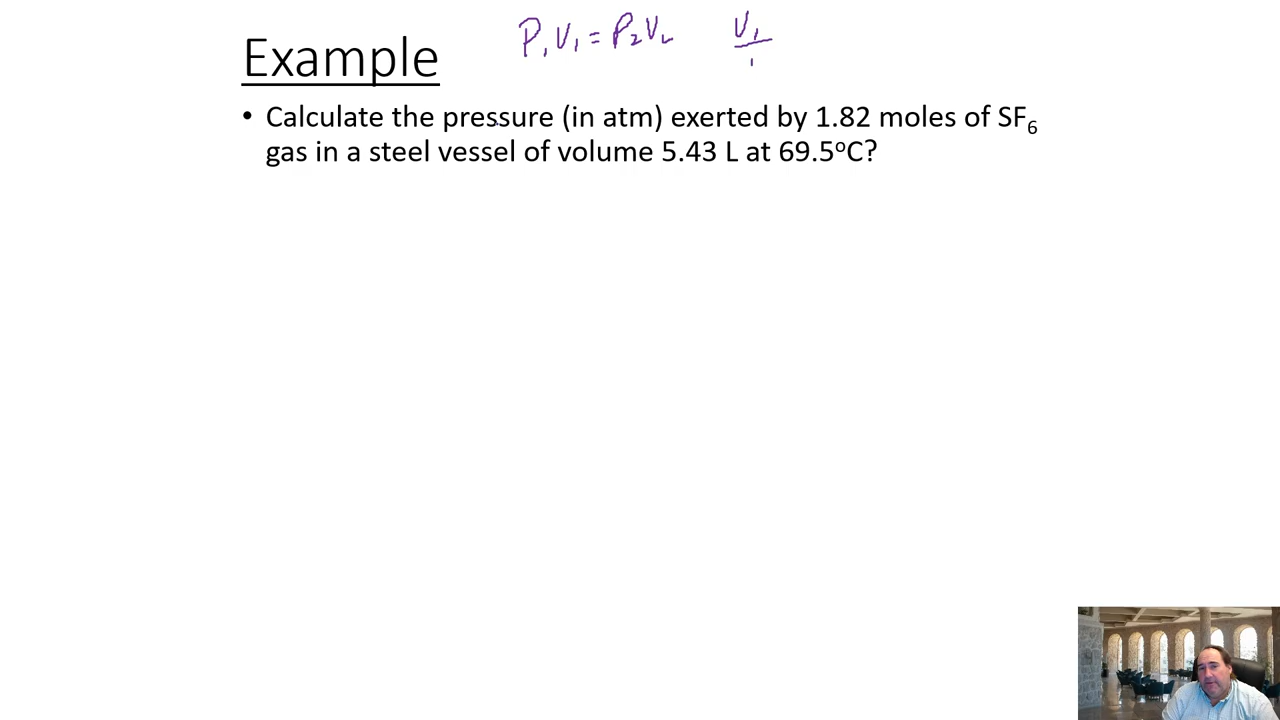 P₁V₁ = P₂V₂ V₁
Example
• Calculate the pressure (in atm) exerted by 1.82 moles of SF₆
gas in a steel vessel of volume 5.43 L at 69.5°C?